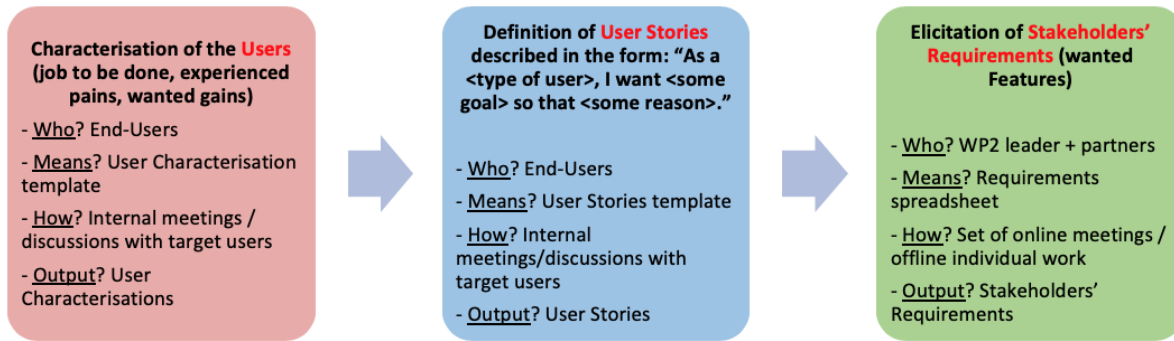 Characterisation of the Users
(job to be done, experienced
pains, wanted gains)
- Who? End-Users
- Means? User Characterisation
template
- How? Internal meetings /
discussions with target users
- Output? User
Characterisations
Definition of User Stories
described in the form: “As a
<type of user>, I want <some
goal> so that <some reason>.”
- Who? End-Users
- Means? User Stories template
- How? Internal
meetings/discussions with
target users
- Output? User Stories
Elicitation of Stakeholders’
Requirements (wanted
Features)
- Who? WP2 leader + partners
- Means? Requirements
spreadsheet
- How? Set of online meetings /
offline individual work
- Output? Stakeholders’
Requirements